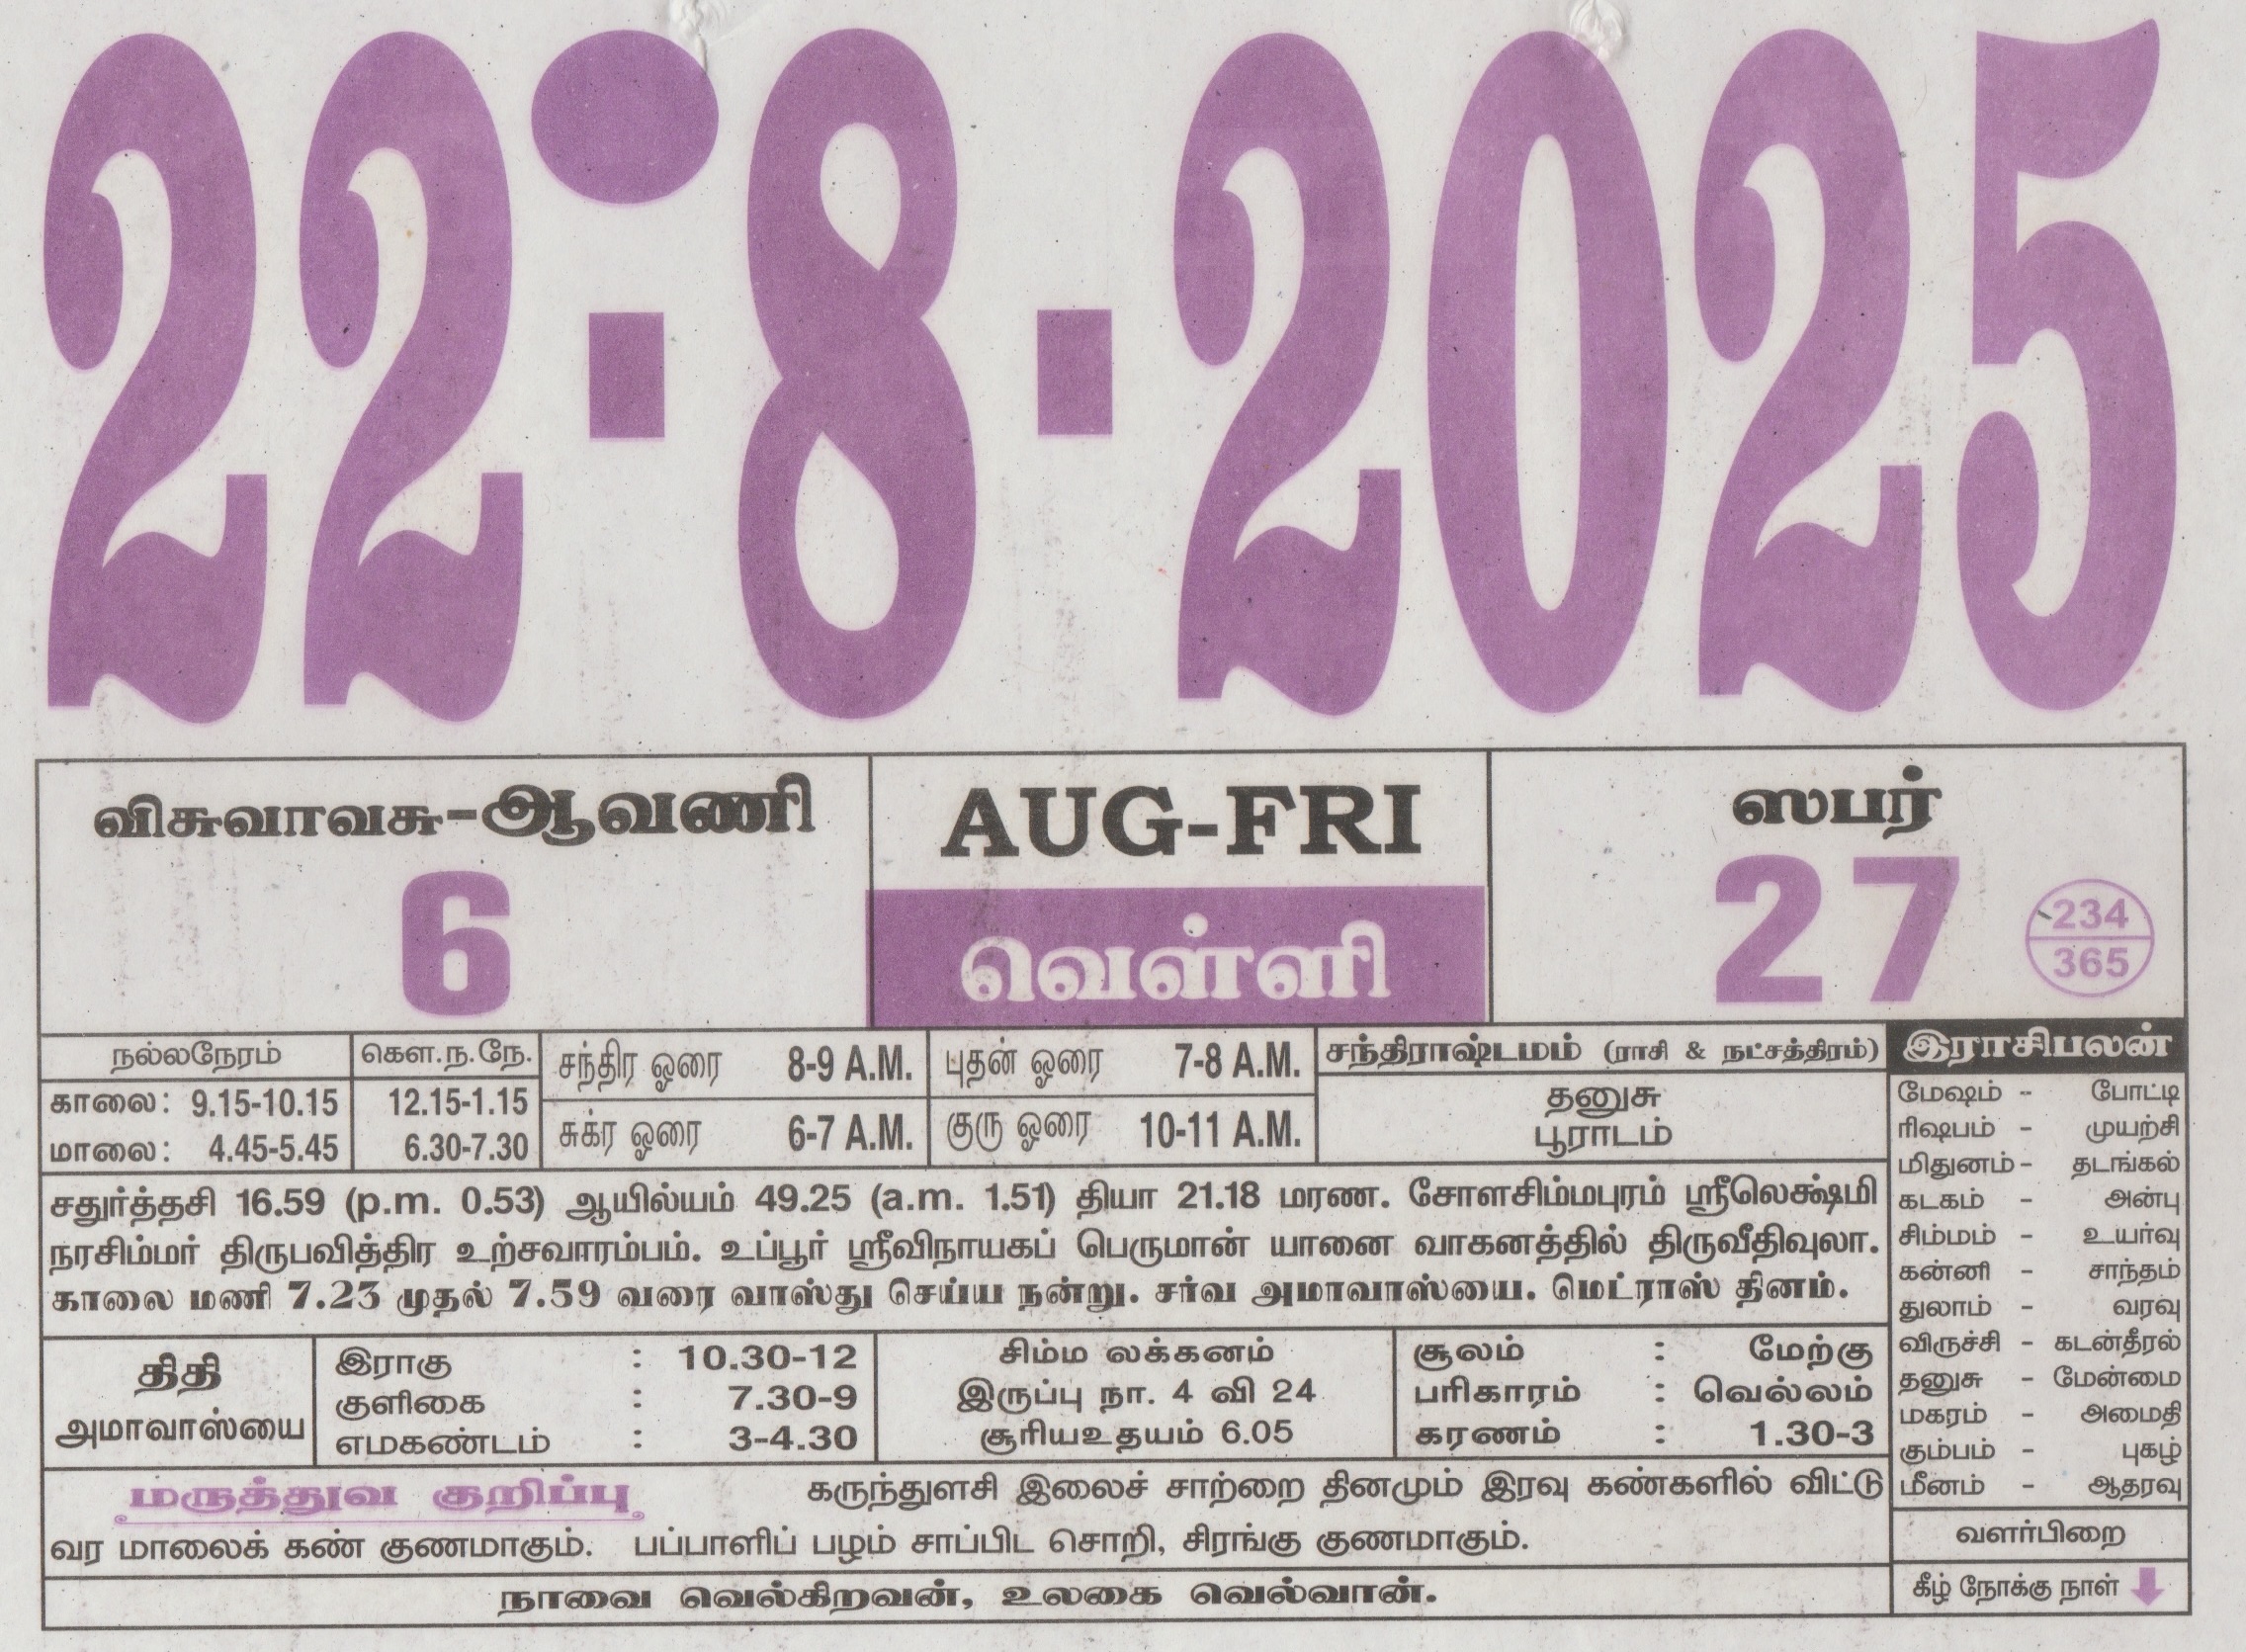 22-8-2025
விசுவாவசு-ஆவணி
6
AUG-FRI
வெள்ளி
ஸபர்
27
234
365
நல்லநேரம்
காலை: 9.15-10.15
மாலை: 4.45-5.45
கௌ.ந.நே.
12.15-1.15
6.30-7.30
சந்திர ஓரை 8-9 A.M.
சுக்ர ஓரை 6-7 A.M.
புதன் ஓரை 7-8 A.M.
குரு ஓரை 10-11 A.M.
சந்திராஷ்டமம் (ராசி & நட்சத்திரம்)
தனுசு
பூராடம்
சதுர்த்தசி 16.59 (p.m. 0.53) ஆயில்யம் 49.25 (a.m. 1.51) தியா 21.18 மரண. சோளசிம்மபுரம் ஸ்ரீலெக்ஷ்மி
நரசிம்மர் திருபவித்திர உற்சவாரம்பம். உப்பூர் ஸ்ரீவிநாயகப் பெருமான் யானை வாகனத்தில் திருவீதிவுலா.
காலை மணி 7.23 முதல் 7.59 வரை வாஸ்து செய்ய நன்று. சர்வ அமாவாஸ்யை. மெட்ராஸ் தினம்.
திதி
அமாவாஸ்யை
இராகு : 10.30-12
குளிகை : 7.30-9
எமகண்டம் : 3-4.30
சிம்ம லக்கனம்
இருப்பு நா. 4 வி 24
சூரியஉதயம் 6.05
சூலம் : மேற்கு
பரிகாரம் : வெல்லம்
கரணம் : 1.30-3
மருத்துவ குறிப்பு கருந்துளசி இலைச் சாற்றை தினமும் இரவு கண்களில் விட்டு
வர மாலைக் கண் குணமாகும். பப்பாளிப் பழம் சாப்பிட சொறி, சிரங்கு குணமாகும்.
நாவை வெல்கிறவன், உலகை வெல்வான்.
இராசிபலன்
மேஷம் - போட்டி
ரிஷபம் - முயற்சி
மிதுனம் - தடங்கல்
கடகம் - அன்பு
சிம்மம் - உயர்வு
கன்னி - சாந்தம்
துலாம் - வரவு
விருச்சி - கடன்தீரல்
தனுசு - மேன்மை
மகரம் - அமைதி
கும்பம் - புகழ்
மீனம் - ஆதரவு
வளர்பிறை
கீழ் நோக்கு நாள்